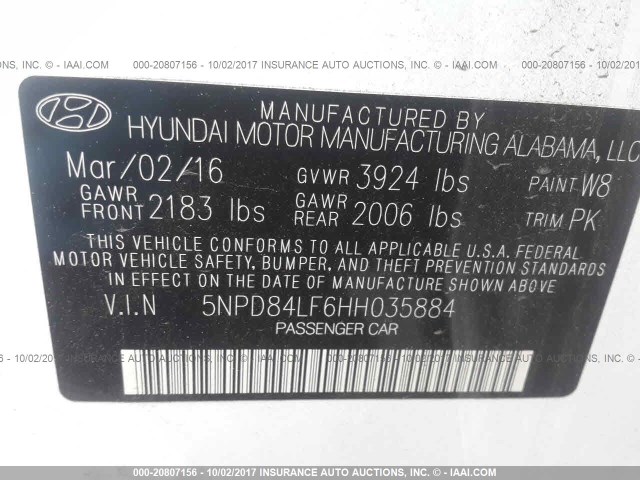 000-20807156 - 10/02/2017 INSURANCE AUTO AUCTIONS, INC. - © IAAI.COM
MANUFACTURED BY
HYUNDAI MOTOR MANUFACTURING ALABAMA, LLC
Mar/02/16 GVWR 3924 lbs PAINT W8
GAWR FRONT 2183 lbs GAWR REAR 2006 lbs TRIM PK
THIS VEHICLE CONFORMS TO ALL APPLICABLE U.S.A. FEDERAL
MOTOR VEHICLE SAFETY, BUMPER, AND THEFT PREVENTION STANDARDS
IN EFFECT ON THE DATE OF MANUFACTURE SHOWN ABOVE.
V.I.N 5NPD84LF6HH035884
PASSENGER CAR
000-20807156 - 10/02/2017 INSURANCE AUTO AUCTIONS, INC. - © IAAI.COM